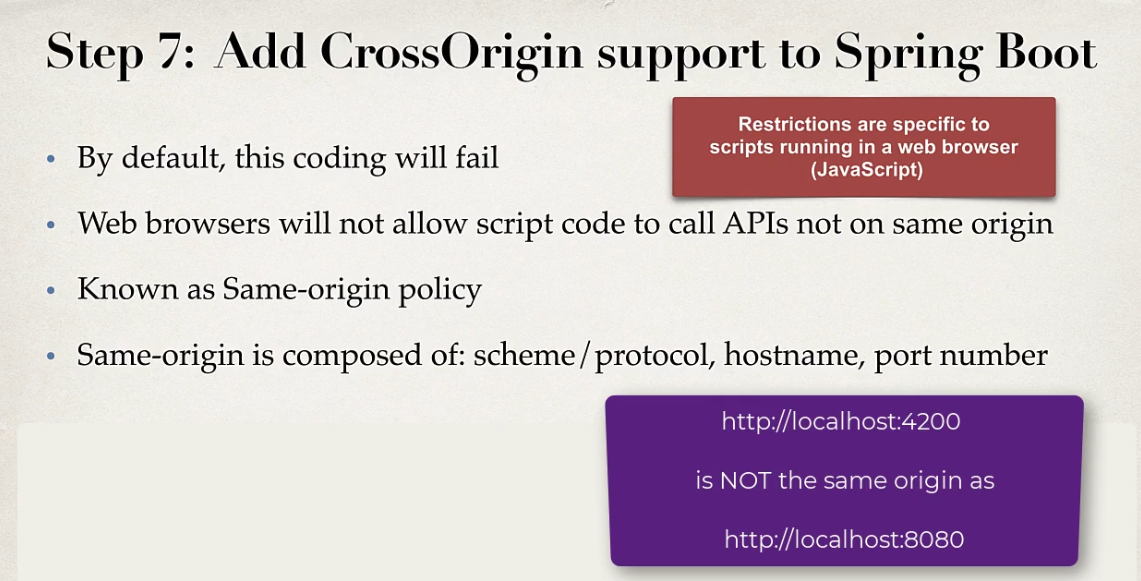 Step 7: Add CrossOrigin support to Spring Boot
Restrictions are specific to
scripts running in a web browser
(JavaScript)
• By default, this coding will fail
• Web browsers will not allow script code to call APIs not on same origin
• Known as Same-origin policy
• Same-origin is composed of: scheme/protocol, hostname, port number
http://localhost:4200
is NOT the same origin as
http://localhost:8080